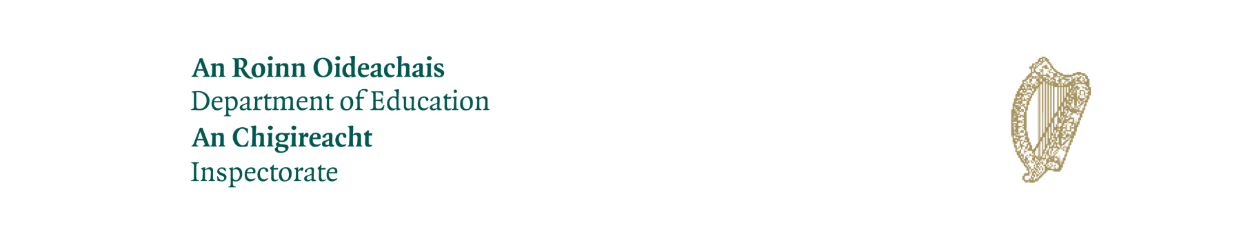 An Roinn Oideachais
Department of Education
An Chigireacht
Inspectorate